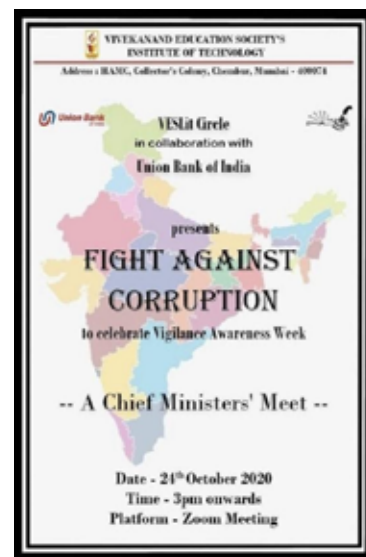 VIVEKANAND EDUCATION SOCIETY'S
INSTITUTE OF TECHNOLOGY
Address : HAMC, Collector's Colony, Chembur, Mumbai - 400074
Union Bank
VESLit Circle
in collaboration with
Union Bank of India
presents
FIGHT AGAINST
CORRUPTION
to celebrate Vigilance Awareness Week
-- A Chief Ministers' Meet --
Date - 24th October 2020
Time - 3pm onwards
Platform - Zoom Meeting